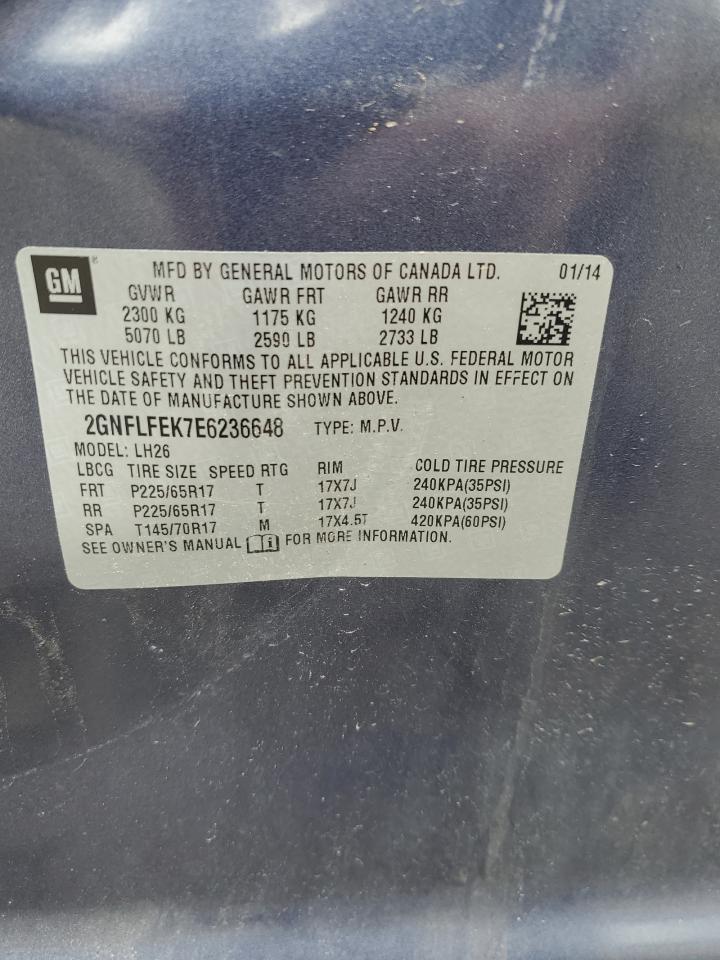 GM® MFD BY GENERAL MOTORS OF CANADA LTD. 01/14
GVWR GAWR FRT GAWR RR
2300 KG 1175 KG 1240 KG
5070 LB 2590 LB 2733 LB
THIS VEHICLE CONFORMS TO ALL APPLICABLE U.S. FEDERAL MOTOR
VEHICLE SAFETY AND THEFT PREVENTION STANDARDS IN EFFECT ON
THE DATE OF MANUFACTURE SHOWN ABOVE.
2GNFLFEK7E6236648 TYPE: M.P.V.
MODEL: LH26
LBCG TIRE SIZE SPEED RTG RIM COLD TIRE PRESSURE
FRT P225/65R17 T 17X7J 240KPA(35PSI)
RR P225/65R17 T 17X7J 240KPA(35PSI)
SPA T145/70R17 M 17X4.5T 420KPA(60PSI)
SEE OWNER'S MANUAL FOR MORE INFORMATION.